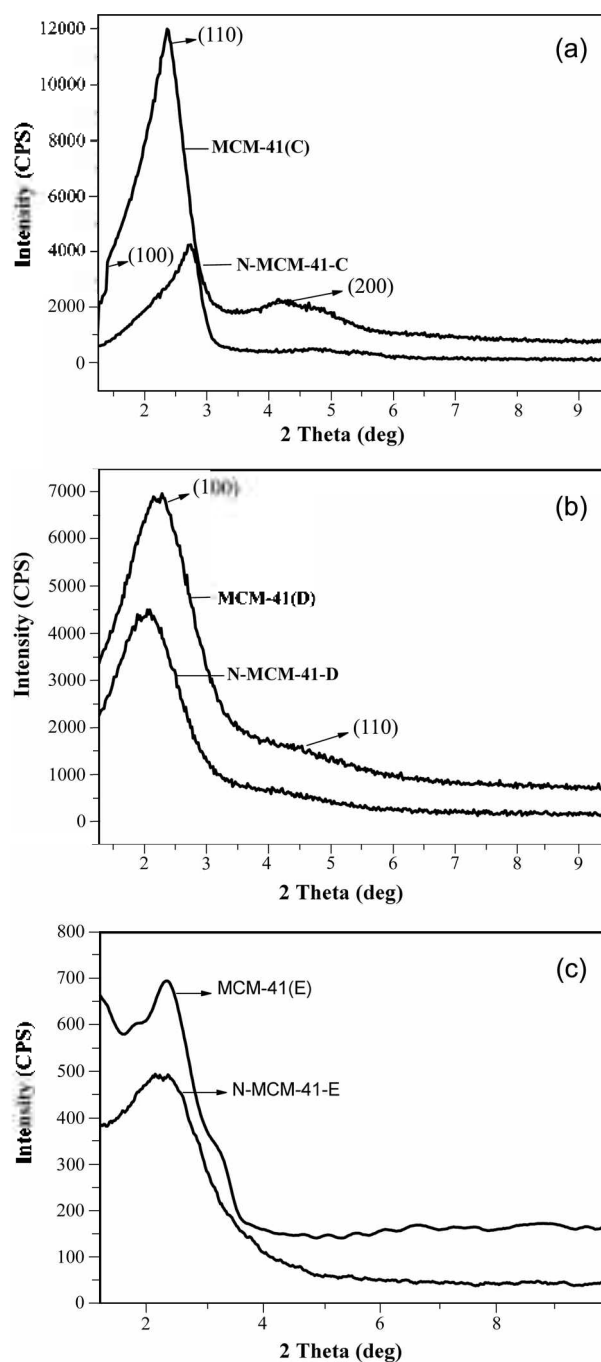 12000
(110)
(a)
10000
MCM-41(C)
8000
6000
4000
(100)
N-MCM-41-C
(200)
2000
0
Intensity (CPS)
2 3 4 5 6 7 8 9
2 Theta (deg)
7000
(100)
(b)
6000
5000
MCM-41(D)
4000
N-MCM-41-D
3000
2000
(110)
1000
0
Intensity (CPS)
2 3 4 5 6 7 8 9
2 Theta (deg)
800
(c)
700
MCM-41(E)
600
500
N-MCM-41-E
400
300
200
100
0
Intensity (CPS)
2 4 6 8
2 Theta (deg)